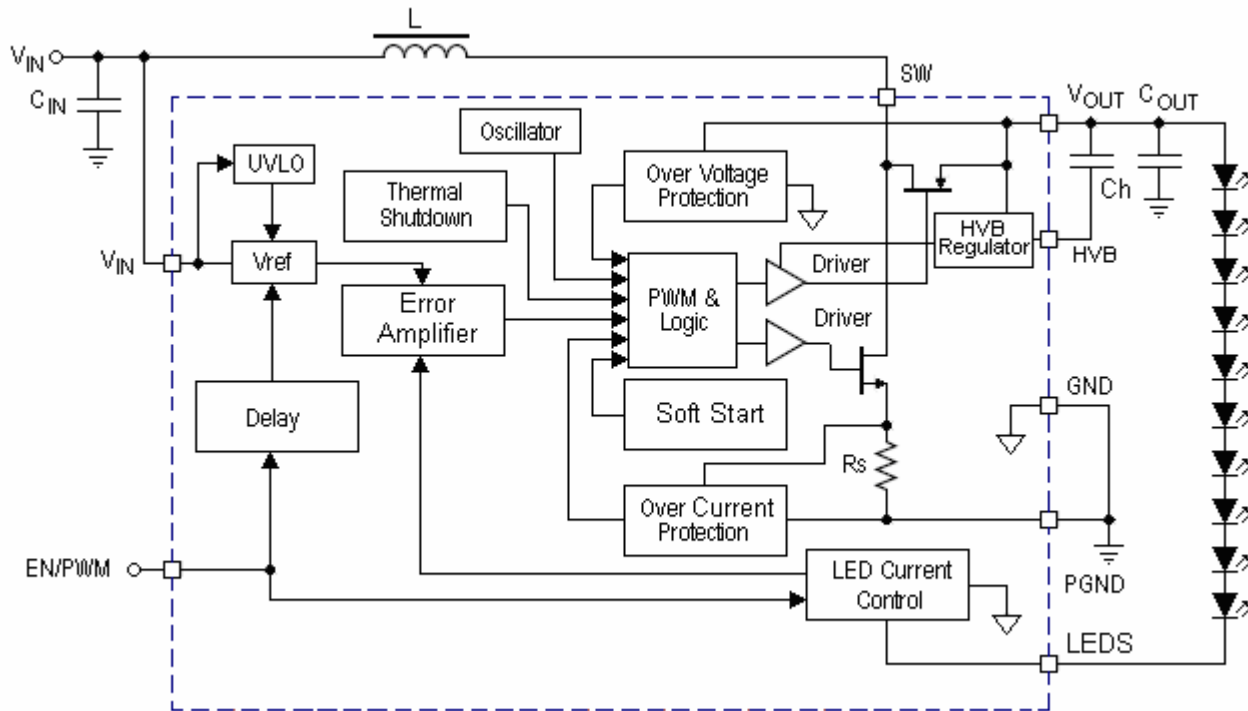 L
VIN
CIN
SW
VOUT
COUT
Oscillator
UVLO
Over Voltage
Protection
Thermal
Shutdown
Ch
HVB
Regulator
HVB
VIN
Vref
Driver
PWM &
Logic
Error
Amplifier
Driver
Delay
Soft Start
GND
Rs
Over Current
Protection
EN/PWM
LED Current
Control
PGND
LEDS